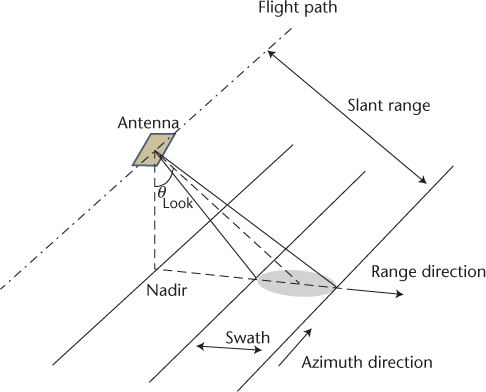 Flight path
Slant range
Antenna
θ
Look
Range direction
Nadir
Swath
Azimuth direction